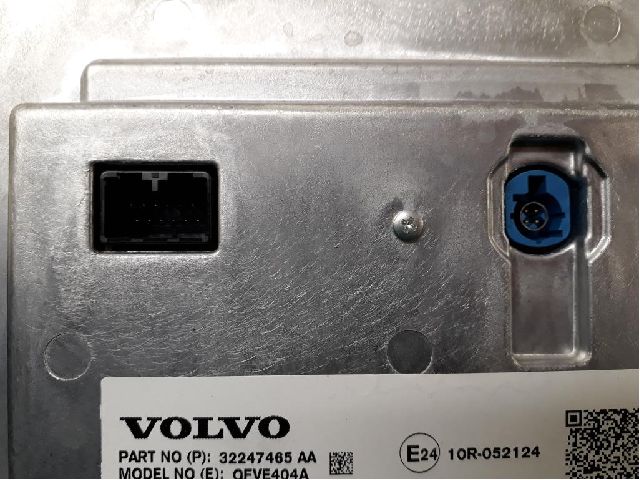 VOLVO
PART NO (P): 32247465 AA
MODEL NO (E): QFVE404A
E24 10R-052124